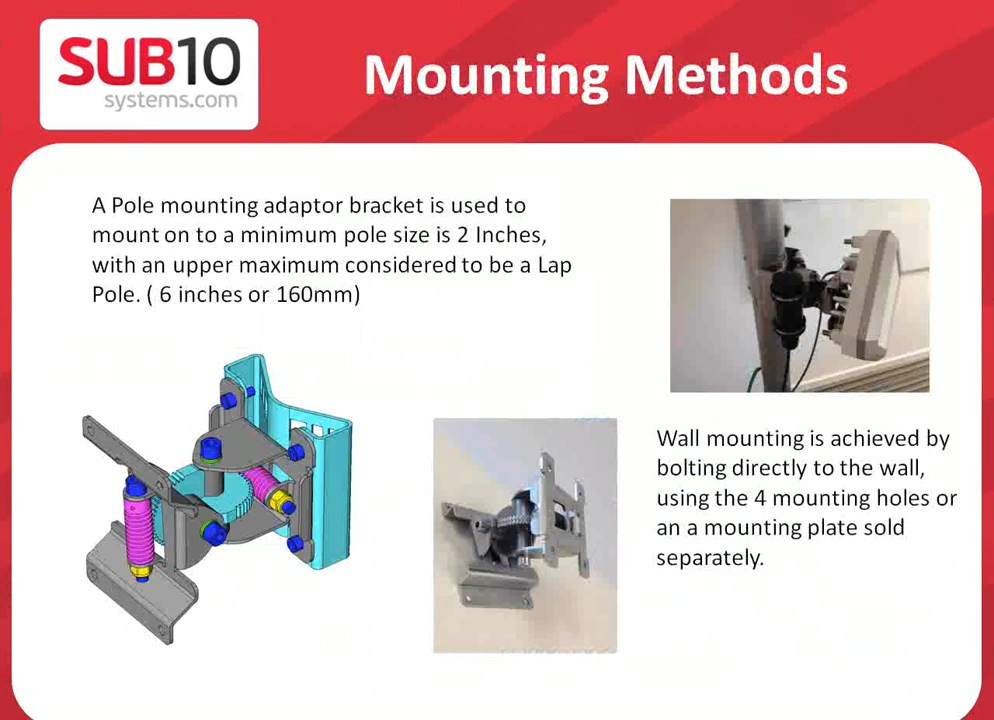 SUB10
systems.com
Mounting Methods
A Pole mounting adaptor bracket is used to
mount on to a minimum pole size is 2 Inches,
with an upper maximum considered to be a Lap
Pole. ( 6 inches or 160mm)
Wall mounting is achieved by
bolting directly to the wall,
using the 4 mounting holes or
an a mounting plate sold
separately.